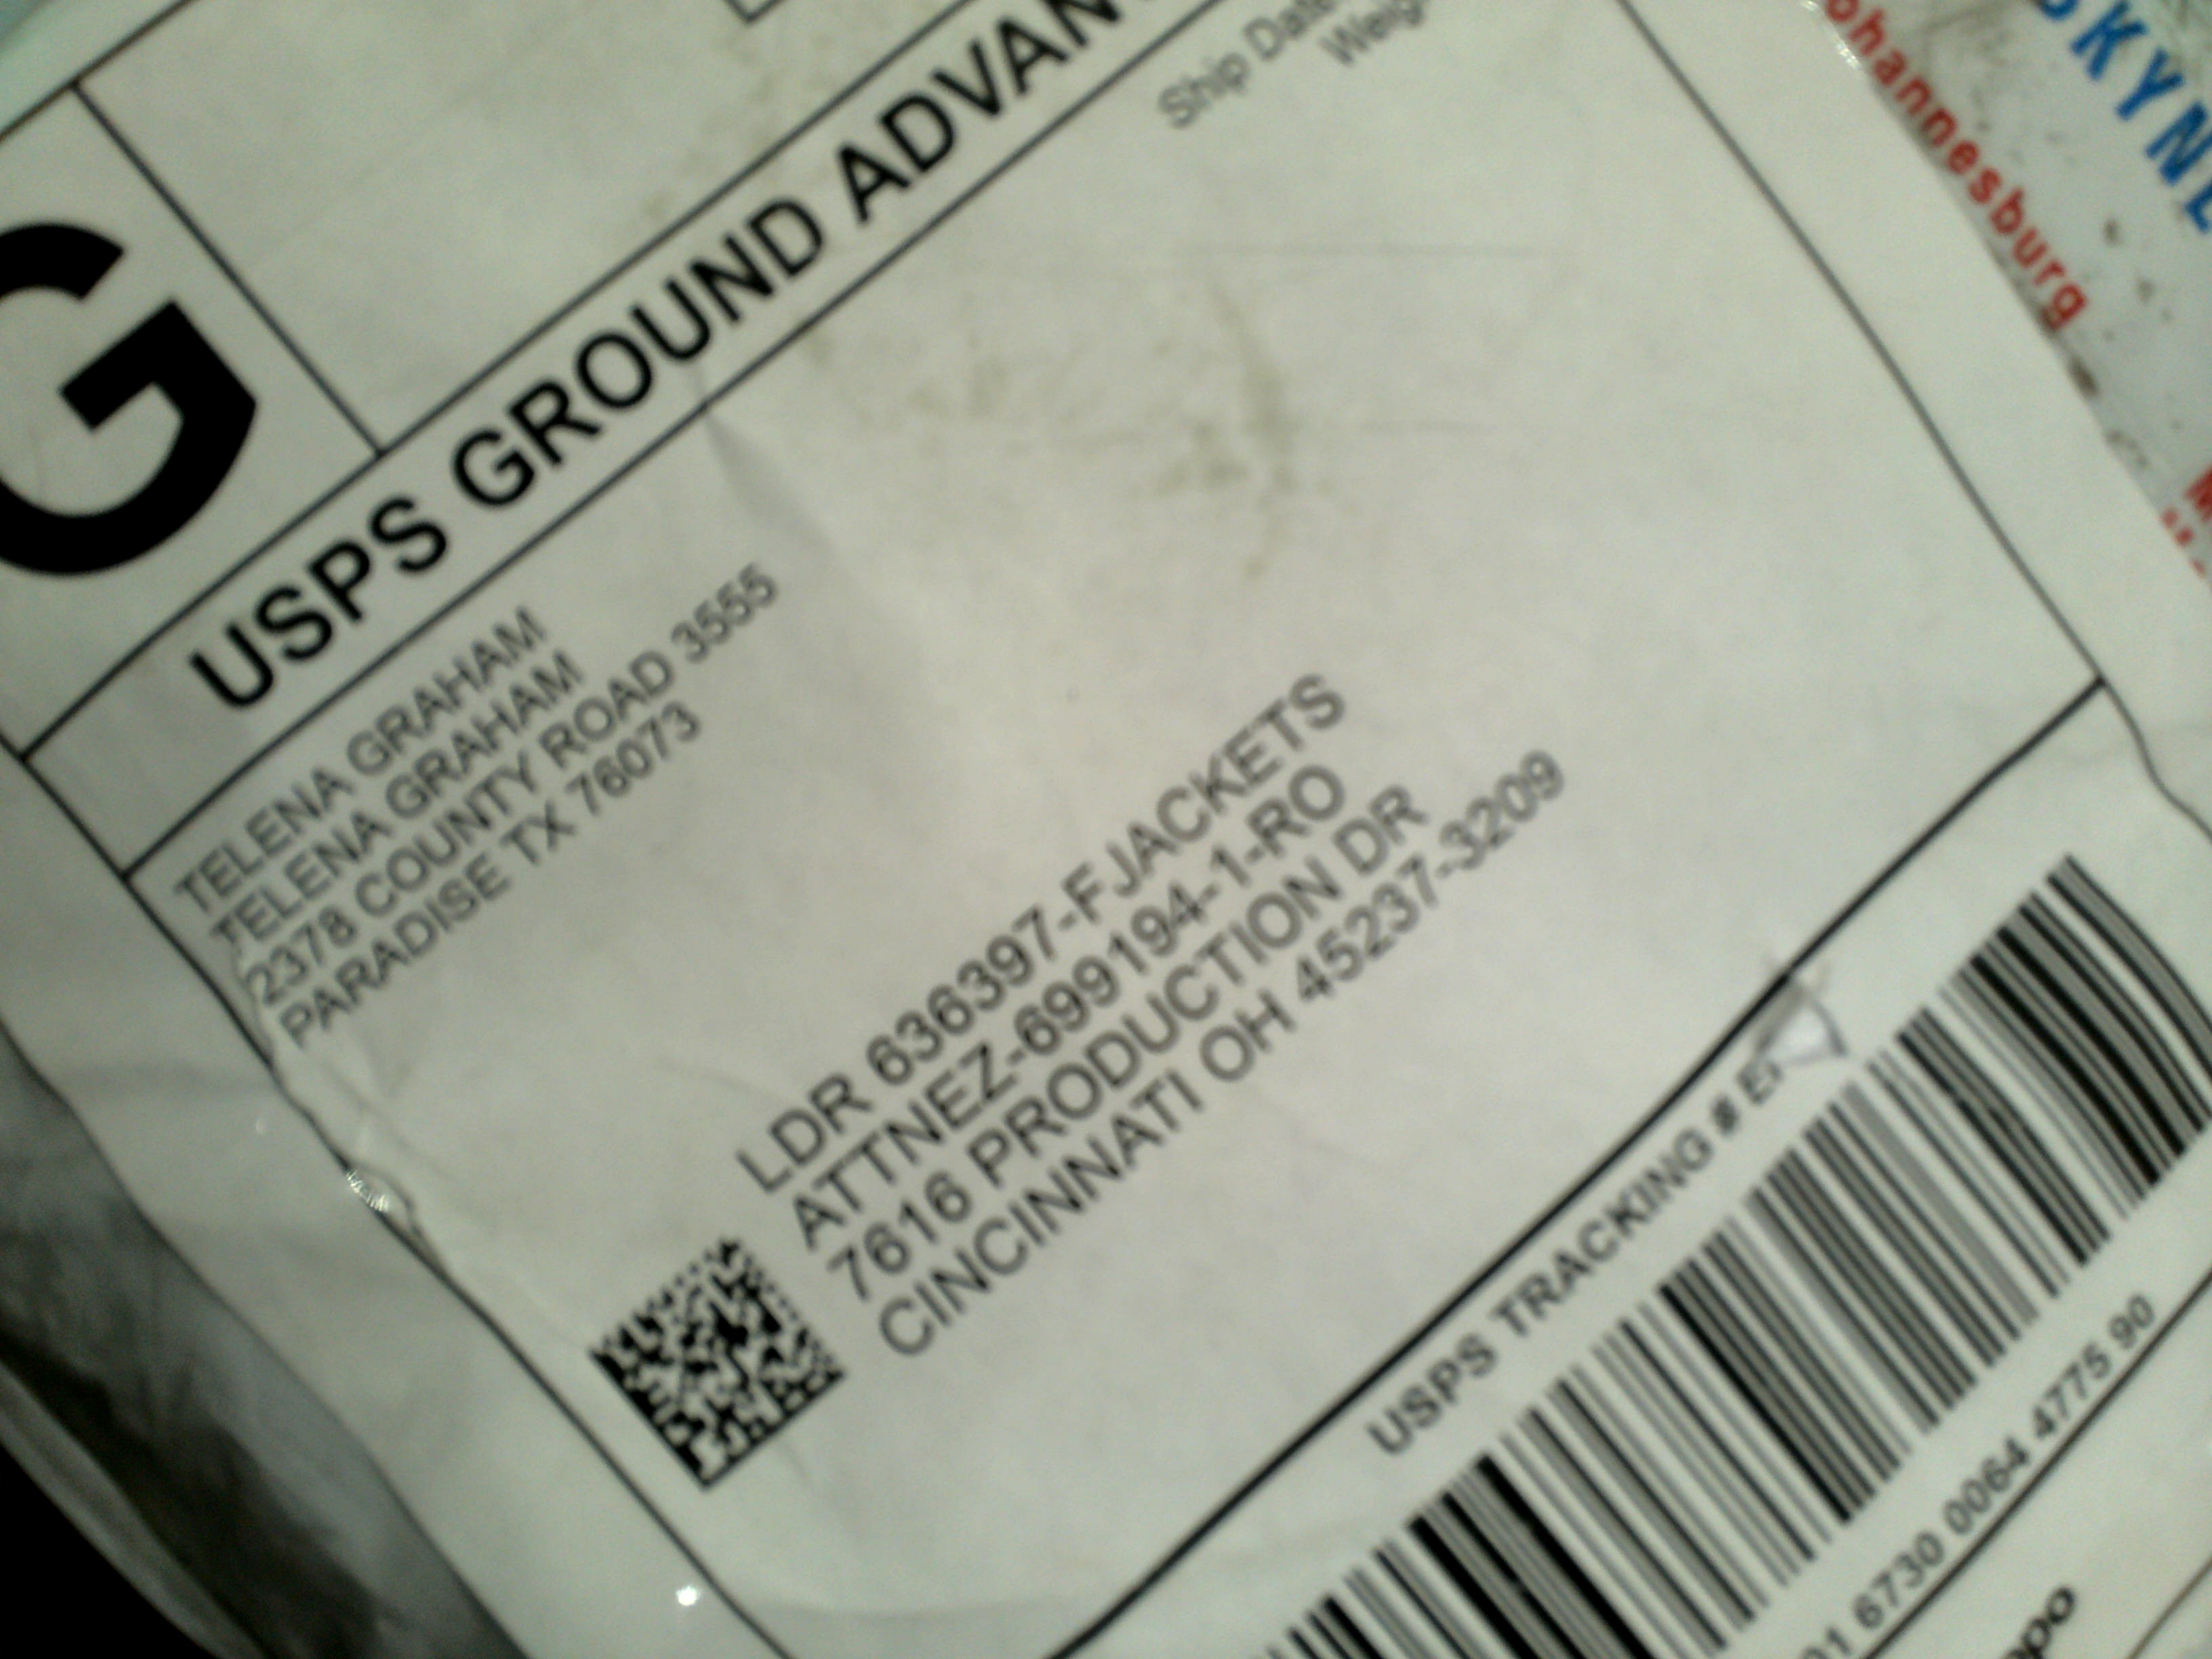 G
USPS GROUND ADVAN
Ship Date
Weig
TELENA GRAHAM
TELENA GRAHAM
2378 COUNTY ROAD 3555
PARADISE TX 76073
LDR 636397-FJACKETS
ATTNEZ-699194-1-RO
7616 PRODUCTION DR
CINCINNATI OH 45237-3209
USPS TRACKING #
01 6730 0064 4775 90
SKYNE
ohannesburg